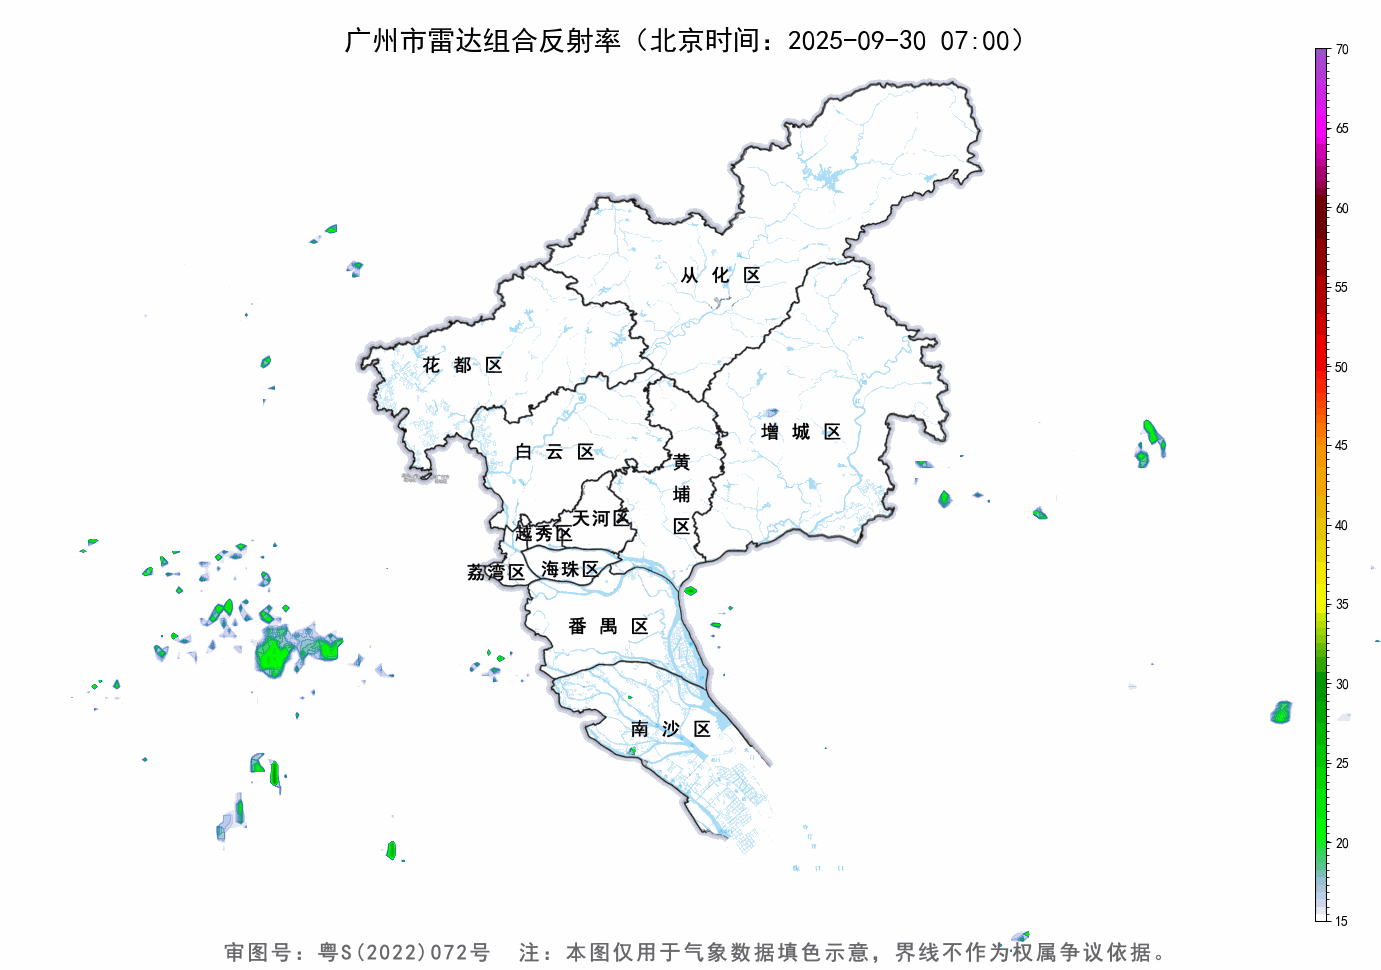 广州市雷达组合反射率（北京时间：2025-09-30 07:00）
70
65
60
55
50
45
40
35
30
25
20
15
从化区
花都区
增城区
白云区
黄埔区
天河区
越秀区
荔湾区
海珠区
番禺区
南沙区
审图号：粤S(2022)072号 注：本图仅用于气象数据填色示意，界线不作为权属争议依据。